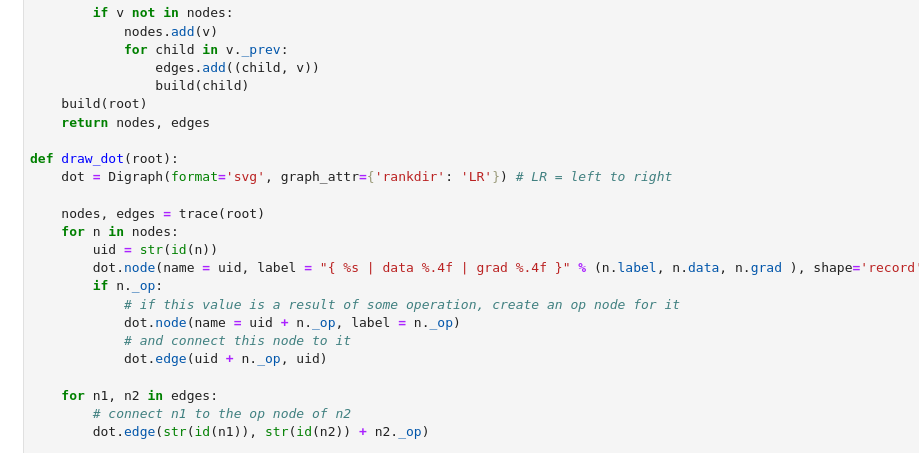 if v not in nodes:
            nodes.add(v)
            for child in v._prev:
                edges.add((child, v))
                build(child)
    build(root)
    return nodes, edges

def draw_dot(root):
    dot = Digraph(format='svg', graph_attr={'rankdir': 'LR'}) # LR = left to right

    nodes, edges = trace(root)
    for n in nodes:
        uid = str(id(n))
        dot.node(name = uid, label = "{ %s | data %.4f | grad %.4f }" % (n.label, n.data, n.grad ), shape='record'
        if n._op:
            # if this value is a result of some operation, create an op node for it
            dot.node(name = uid + n._op, label = n._op)
            # and connect this node to it
            dot.edge(uid + n._op, uid)

    for n1, n2 in edges:
        # connect n1 to the op node of n2
        dot.edge(str(id(n1)), str(id(n2)) + n2._op)